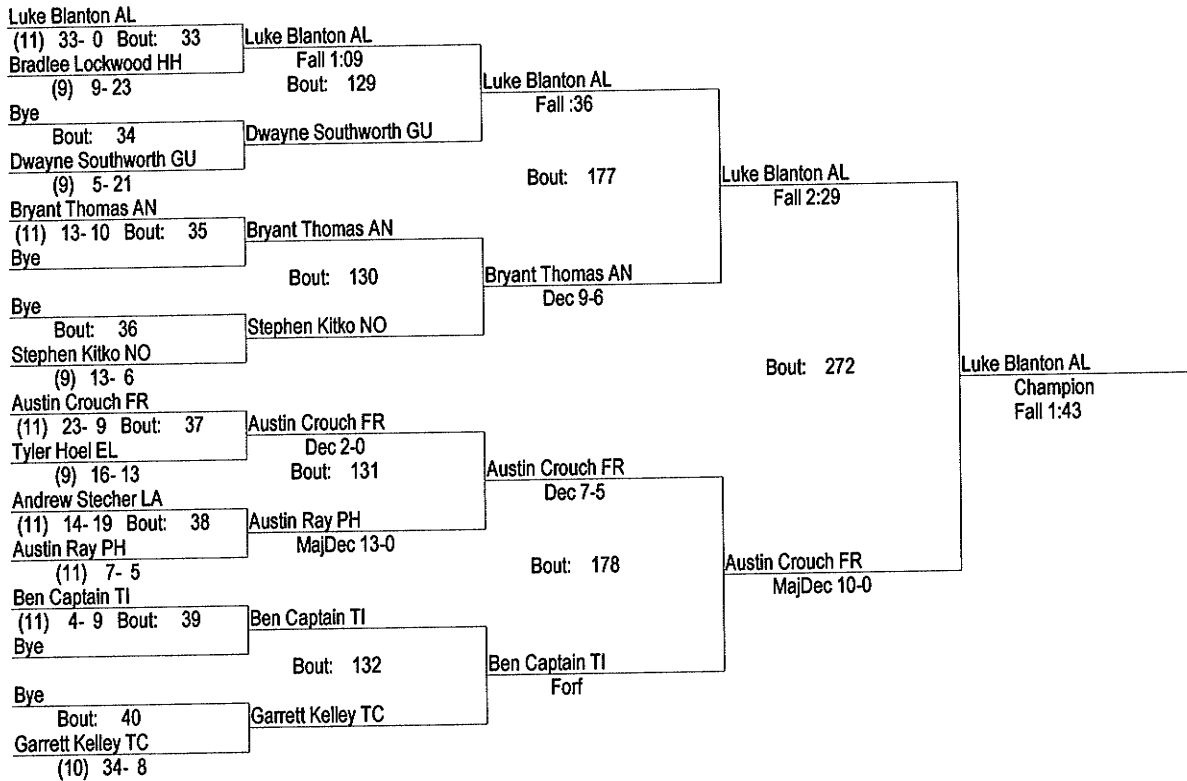 Luke Blanton AL
(11) 33- 0 Bout: 33
Bradlee Lockwood HH
(9) 9- 23
Bye
Bout: 34
Dwayne Southworth GU
(9) 5- 21
Bryant Thomas AN
(11) 13- 10 Bout: 35
Bye
Bye
Bout: 36
Stephen Kitko NO
(9) 13- 6
Austin Crouch FR
(11) 23- 9 Bout: 37
Tyler Hoel EL
(9) 16- 13
Andrew Stecher LA
(11) 14- 19 Bout: 38
Austin Ray PH
(11) 7- 5
Ben Captain TI
(11) 4- 9 Bout: 39
Bye
Bye
Bout: 40
Garrett Kelley TC
(10) 34- 8
Luke Blanton AL
Fall 1:09
Bout: 129
Dwayne Southworth GU
Bryant Thomas AN
Bout: 130
Stephen Kitko NO
Austin Crouch FR
Dec 2-0
Bout: 131
Austin Ray PH
MajDec 13-0
Ben Captain TI
Bout: 132
Garrett Kelley TC
Luke Blanton AL
Fall :36
Bout: 177
Bryant Thomas AN
Dec 9-6
Austin Crouch FR
Dec 7-5
Bout: 178
Ben Captain TI
Forf
Luke Blanton AL
Fall 2:29
Bout: 272
Austin Crouch FR
MajDec 10-0
Luke Blanton AL
Champion
Fall 1:43